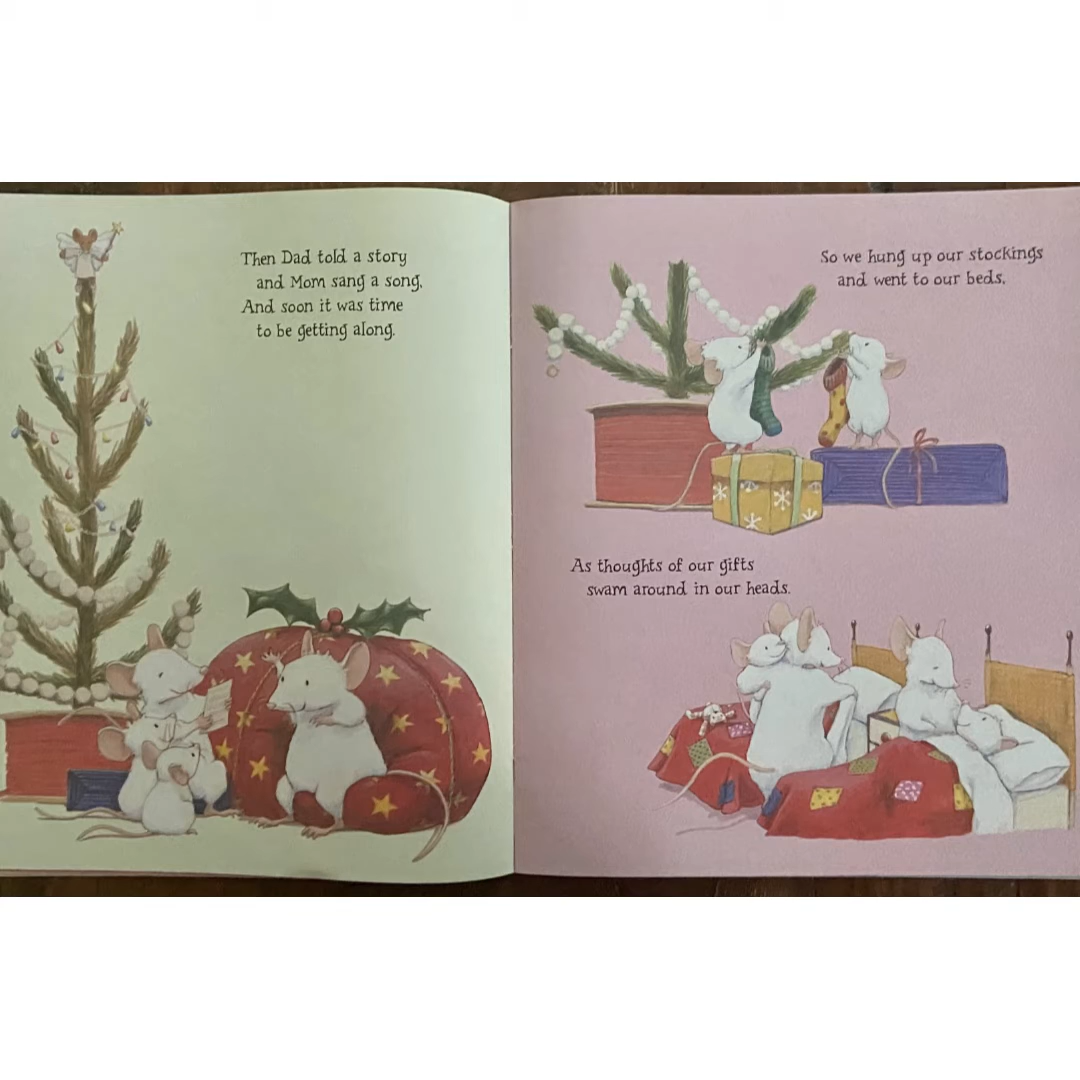 Then Dad told a story
and Mom sang a song,
And soon it was time
to be getting along.
So we hung up our stockings
and went to our beds,
As thoughts of our gifts
swam around in our heads.